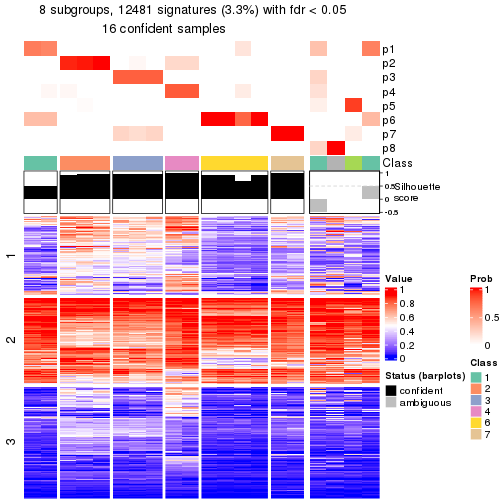 8 subgroups, 12481 signatures (3.3%) with fdr < 0.05
16 confident samples
p1
p2
p3
p4
p5
p6
p7
p8
Class
1
0.5
0
-0.5
Silhouette
score
1
2
3
Value
1
0.8
0.6
0.4
0.2
0
Status (barplots)
confident
ambiguous
Prob
1
0.5
0
Class
1
2
3
4
6
7